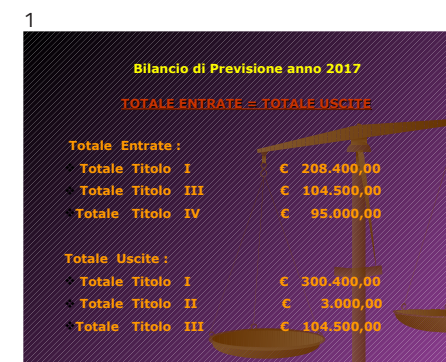 1
Bilancio di Previsione anno 2017
TOTALE ENTRATE = TOTALE USCITE
Totale Entrate :
Totale Titolo I € 208.400,00
Totale Titolo III € 104.500,00
Totale Titolo IV € 95.000,00
Totale Uscite :
Totale Titolo I € 300.400,00
Totale Titolo II € 3.000,00
Totale Titolo III € 104.500,00